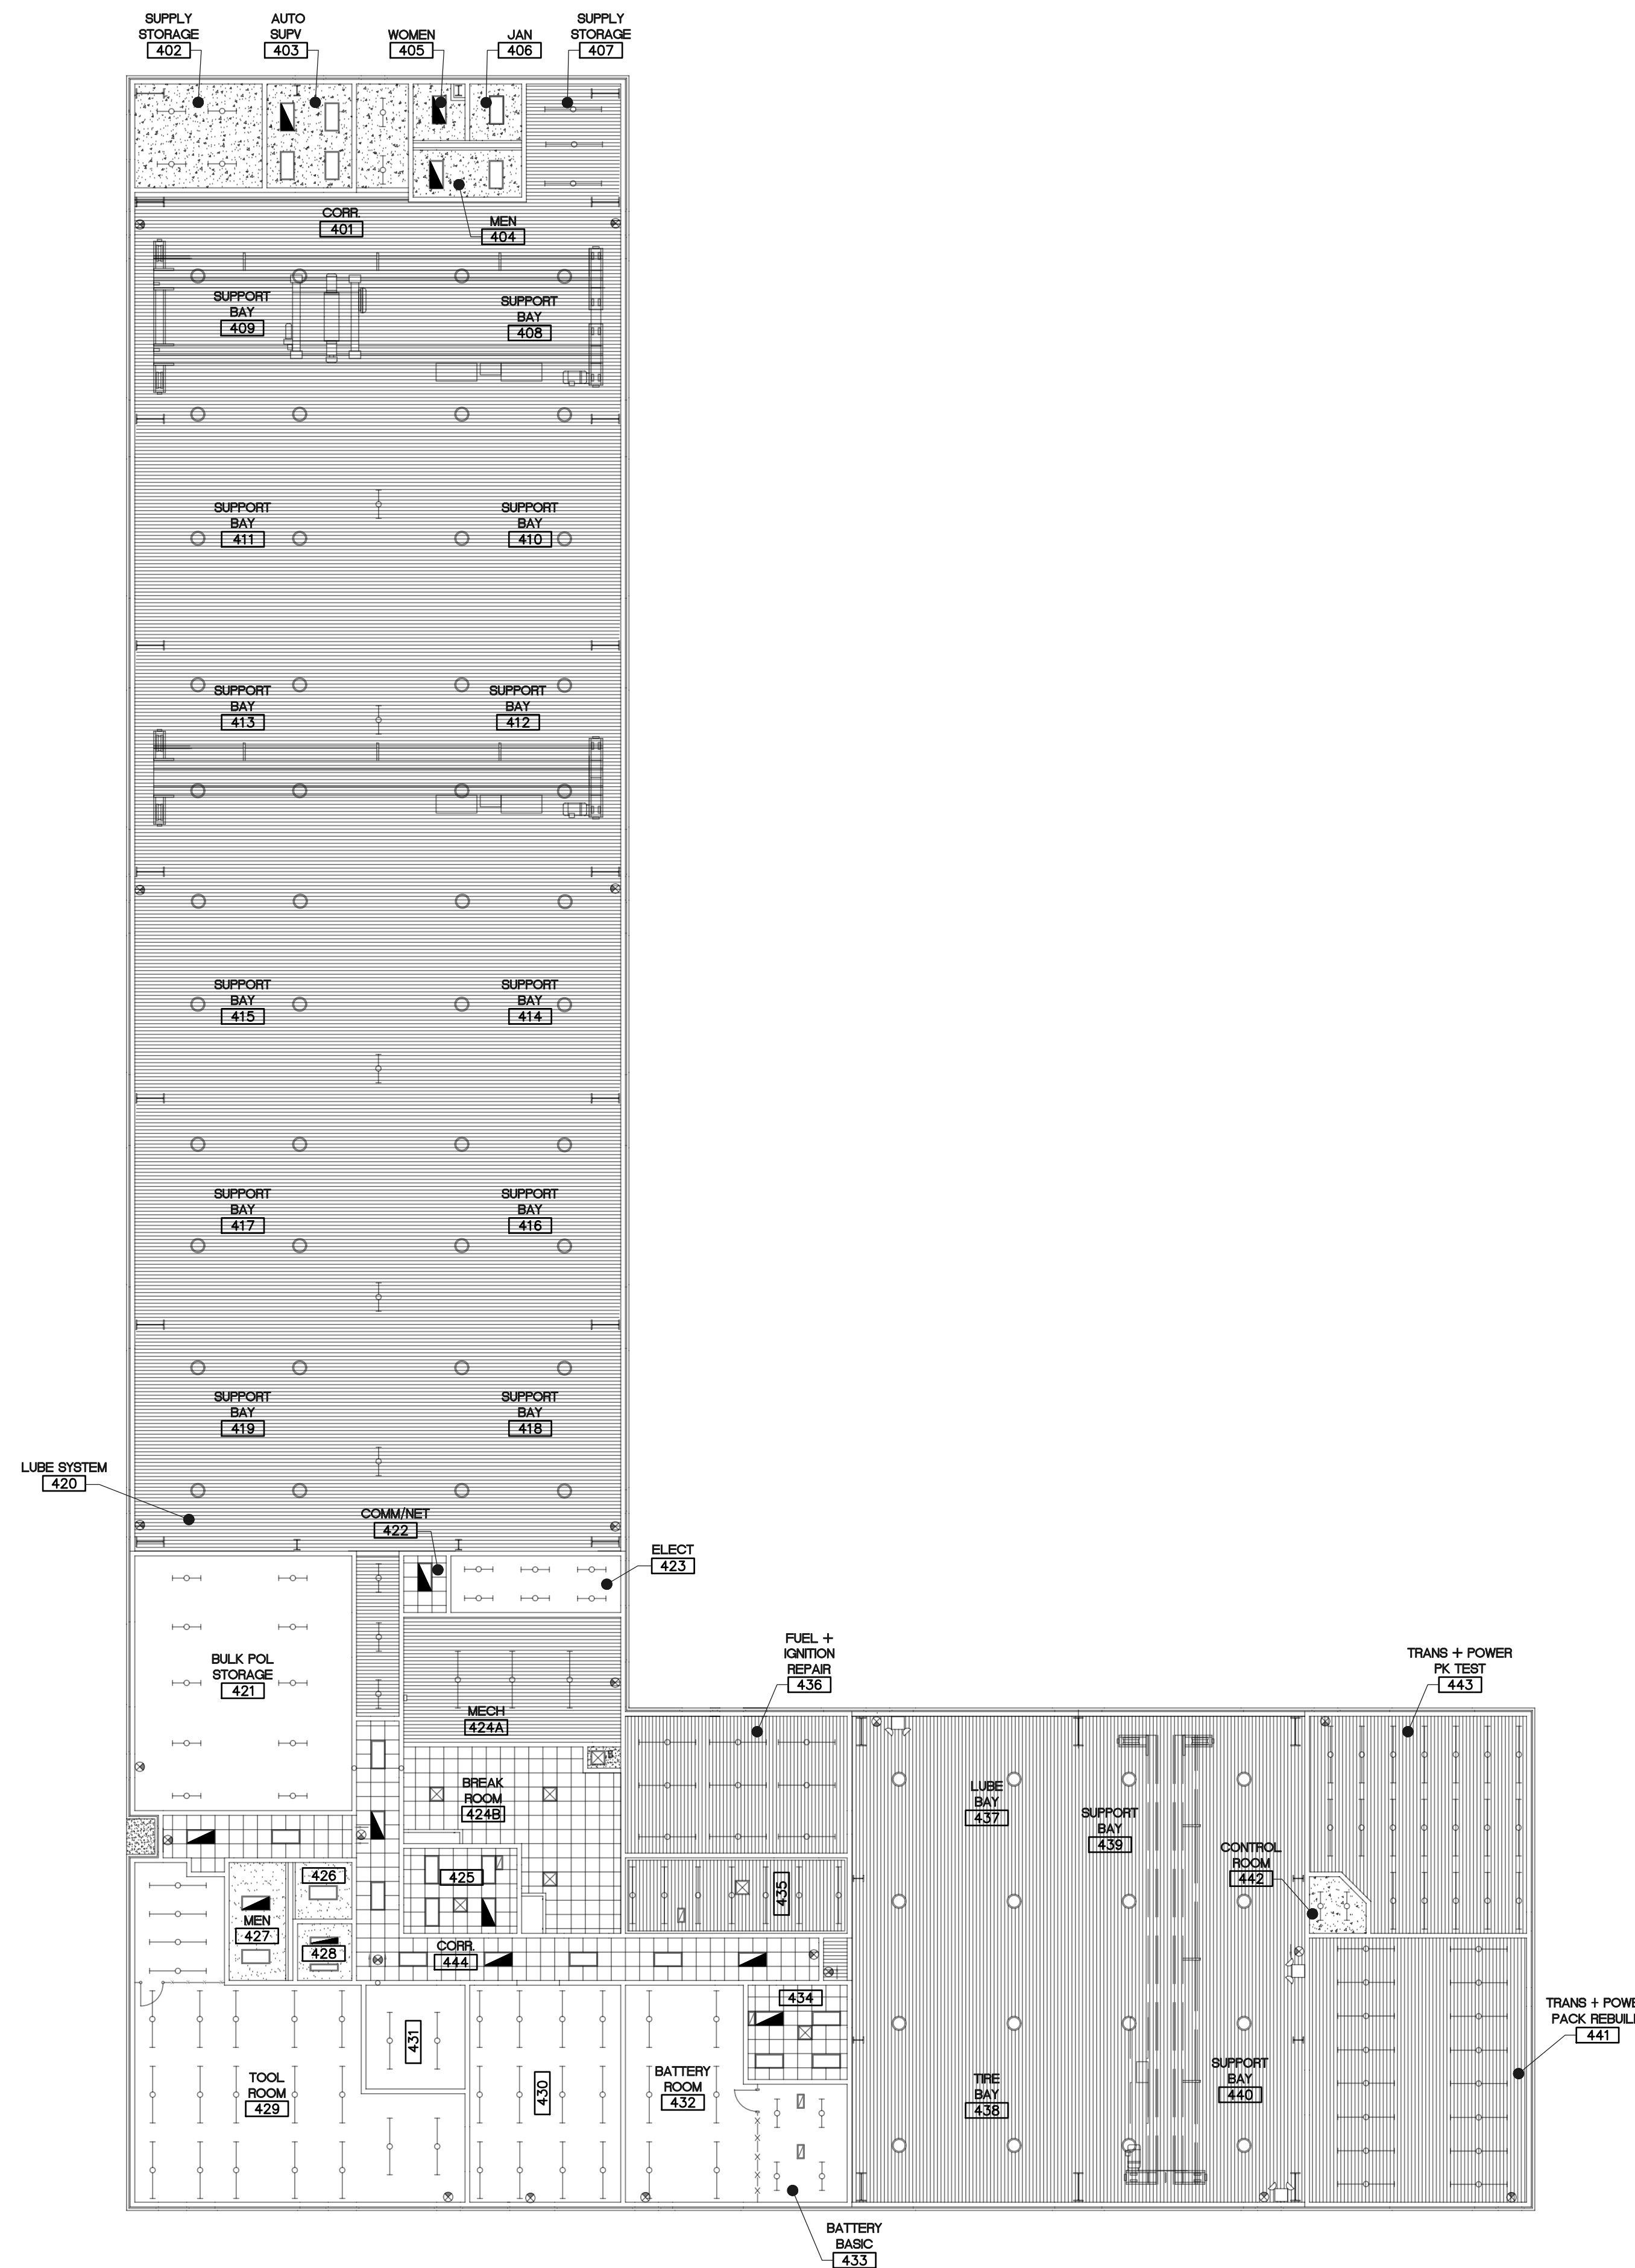 SUPPLY
STORAGE
402
AUTO
SUPV
403
WOMEN
405
JAN
406
SUPPLY
STORAGE
407
CORR.
401
MEN
404
SUPPORT
BAY
409
SUPPORT
BAY
408
SUPPORT
BAY
411
SUPPORT
BAY
410
SUPPORT
BAY
413
SUPPORT
BAY
412
SUPPORT
BAY
415
SUPPORT
BAY
414
SUPPORT
BAY
417
SUPPORT
BAY
416
SUPPORT
BAY
419
SUPPORT
BAY
418
LUBE SYSTEM
420
COMM/NET
422
ELECT
423
BULK POL
STORAGE
421
MECH
424A
FUEL +
IGNITION
REPAIR
436
TRANS + POWER
PK TEST
443
BREAK
ROOM
424B
LUBE
BAY
437
SUPPORT
BAY
439
CONTROL
ROOM
442
425
426
435
MEN
427
428
CORR.
444
434
431
TOOL
ROOM
429
430
BATTERY
ROOM
432
TIRE
BAY
438
SUPPORT
BAY
440
TRANS + POWE
PACK REBUIL
441
BATTERY
BASIC
433